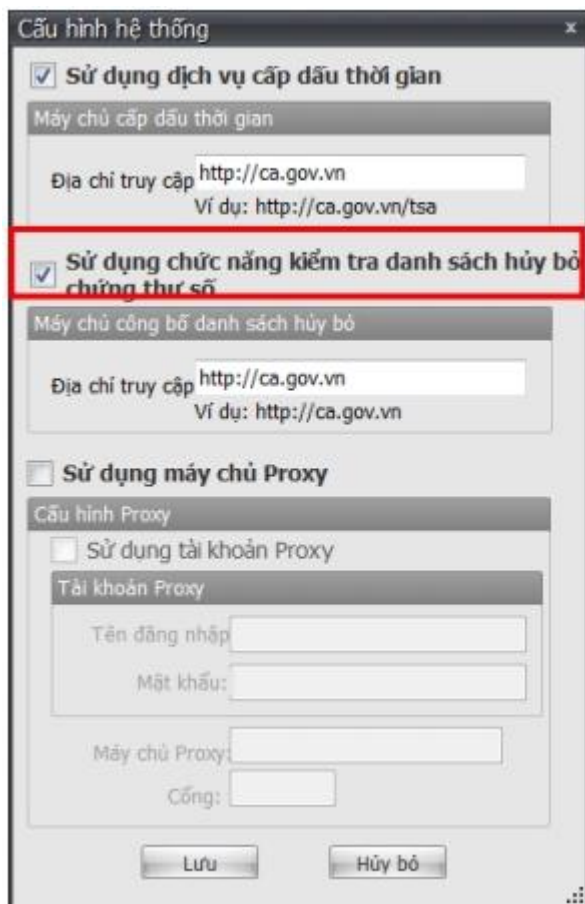 Cấu hình hệ thống
Sử dụng dịch vụ cấp dấu thời gian
Máy chủ cấp dấu thời gian
Địa chỉ truy cập http://ca.gov.vn
Ví dụ: http://ca.gov.vn/tsa
Sử dụng chức năng kiểm tra danh sách hủy bỏ
chứng thư số
Máy chủ công bố danh sách hủy bỏ
Địa chỉ truy cập http://ca.gov.vn
Ví dụ: http://ca.gov.vn
Sử dụng máy chủ Proxy
Cấu hình Proxy
Sử dụng tài khoản Proxy
Tài khoản Proxy
Tên đăng nhập
Mật khẩu:
Máy chủ Proxy:
Cổng:
Lưu Hủy bỏ